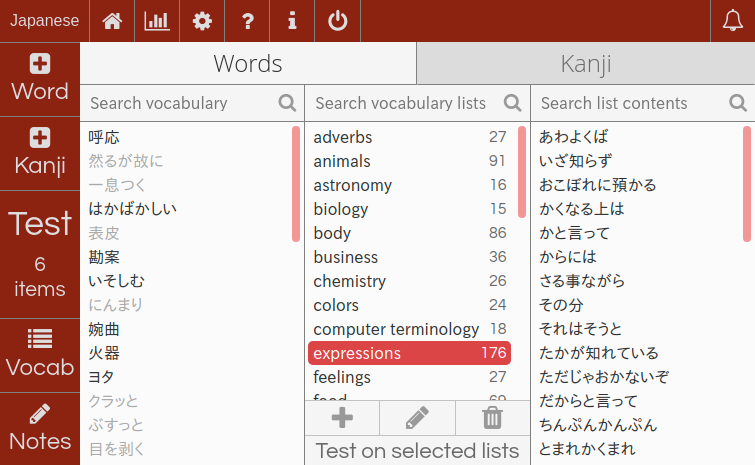 Japanese
?
i
Word
Kanji
Test
6
items
Vocab
Notes
Words
Kanji
Search vocabulary
呼応
然るが故に
一息つく
はかばかしい
表皮
勘案
いそしむ
にんまり
婉曲
火器
ヨタ
クラッと
ぶすっと
目を剥く
Search vocabulary lists
adverbs 27
animals 91
astronomy 16
biology 15
body 86
business 36
chemistry 26
colors 24
computer terminology 18
expressions 176
feelings 27
food 69
Test on selected lists
Search list contents
あわよくば
いざ知らず
おこぼれに預かる
かくなる上は
かと言って
からには
さる事ながら
その分
それはそうと
たかが知れている
ただじゃおかないぞ
だからと言って
ちんぷんかんぷん
とまれかくまれ